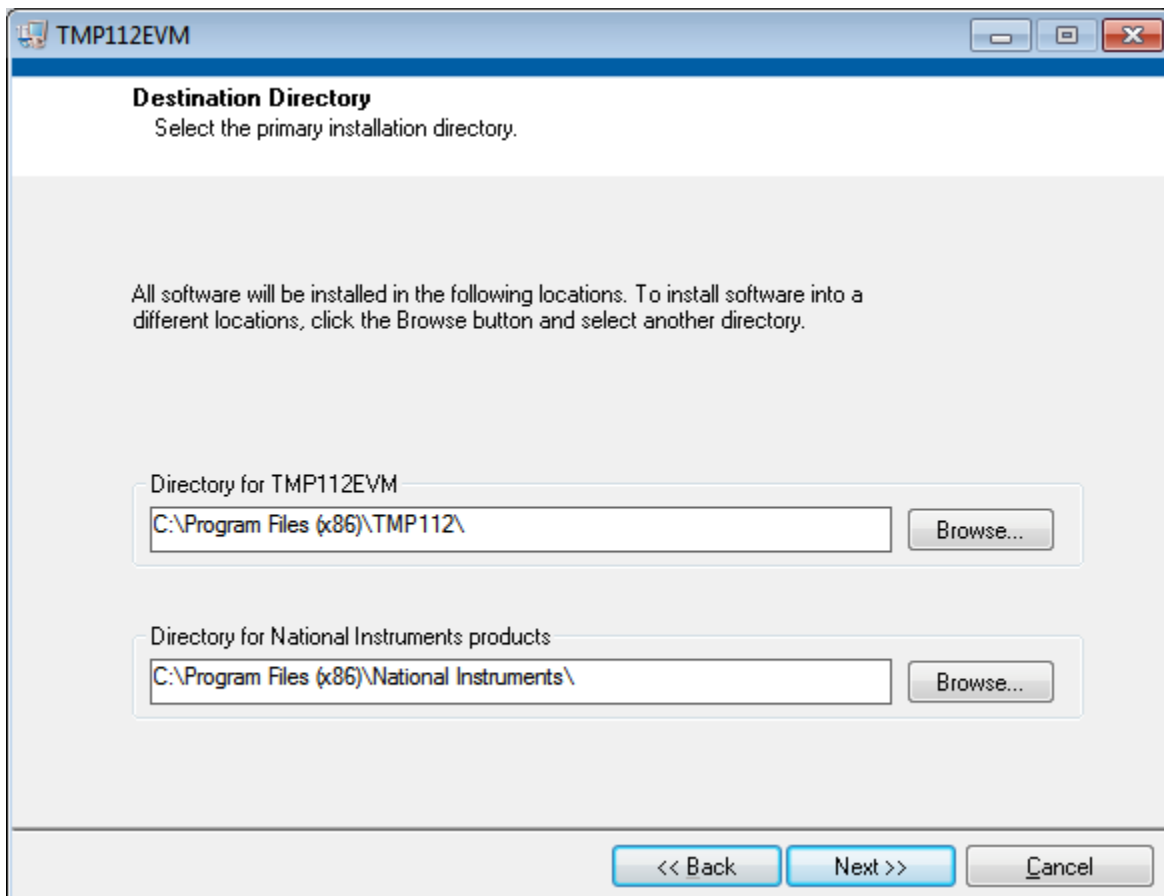 TMP112EVM
Destination Directory
Select the primary installation directory.
All software will be installed in the following locations. To install software into a
different locations, click the Browse button and select another directory.
Directory for TMP112EVM
C:\Program Files (x86)\TMP112\
Browse...
Directory for National Instruments products
C:\Program Files (x86)\National Instruments\
Browse...
<< Back
Next >>
Cancel